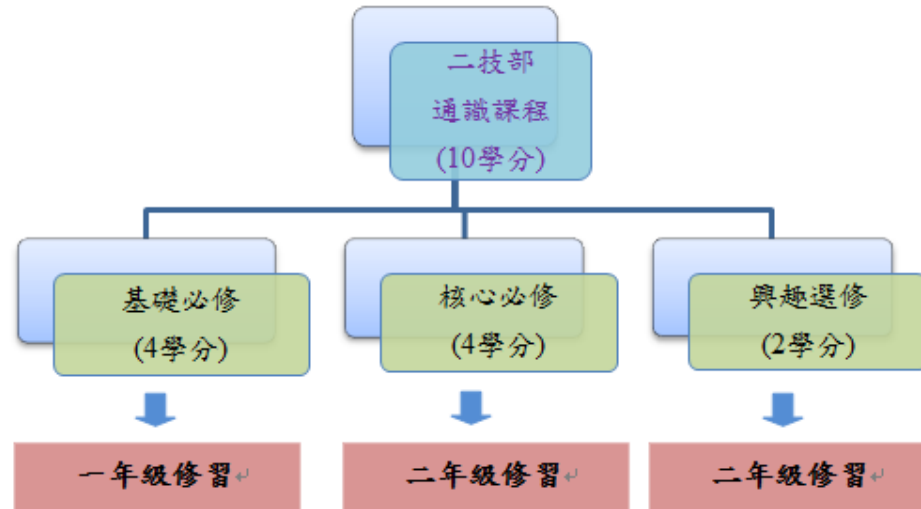 二技部
通識課程
(10學分)
基礎必修
(4學分)
核心必修
(4學分)
興趣選修
(2學分)
一年級修習
二年級修習
二年級修習